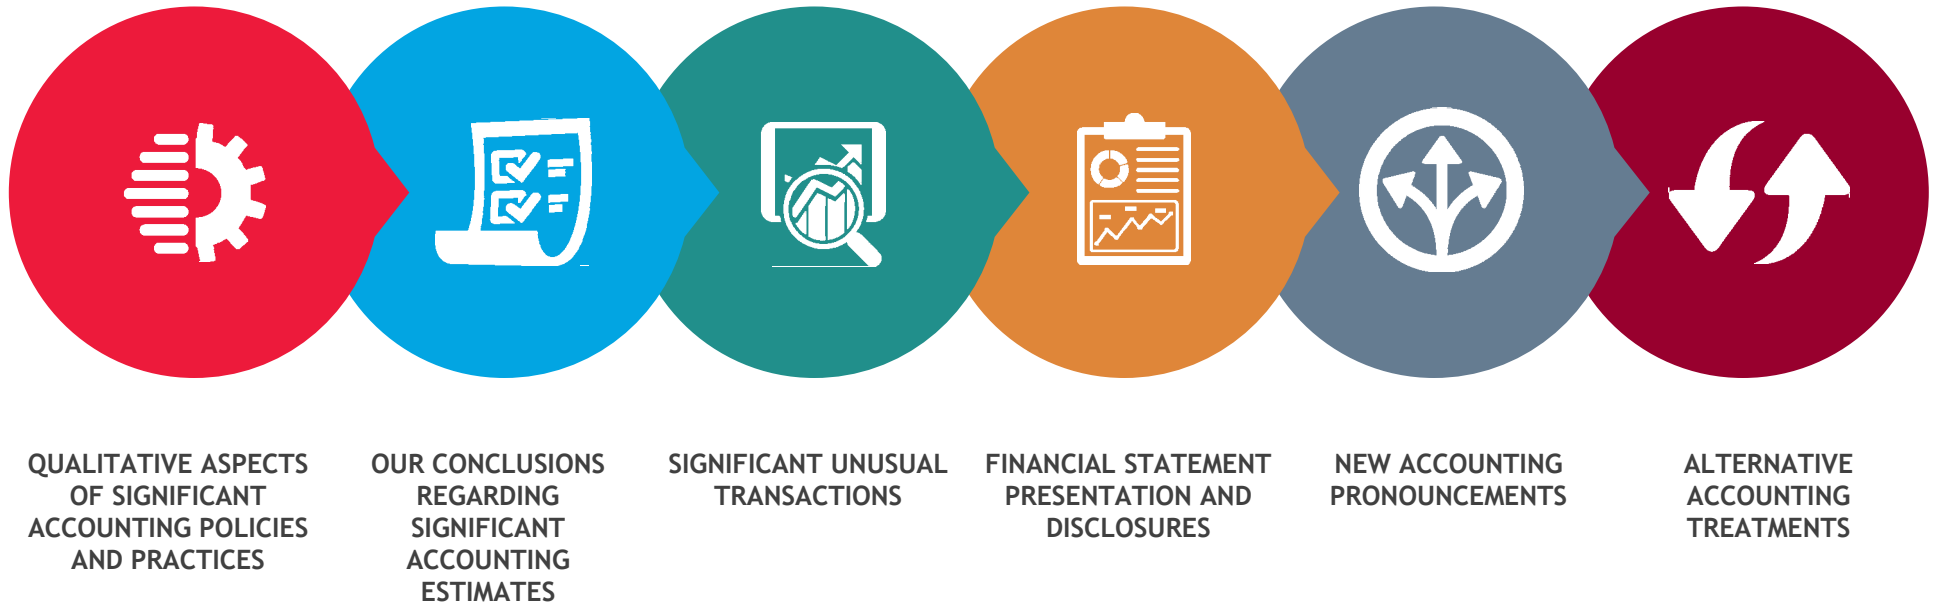 QUALITATIVE ASPECTS
OF SIGNIFICANT
ACCOUNTING POLICIES
AND PRACTICES
OUR CONCLUSIONS
REGARDING
SIGNIFICANT
ACCOUNTING
ESTIMATES
SIGNIFICANT UNUSUAL
TRANSACTIONS
FINANCIAL STATEMENT
PRESENTATION AND
DISCLOSURES
NEW ACCOUNTING
PRONOUNCEMENTS
ALTERNATIVE
ACCOUNTING
TREATMENTS